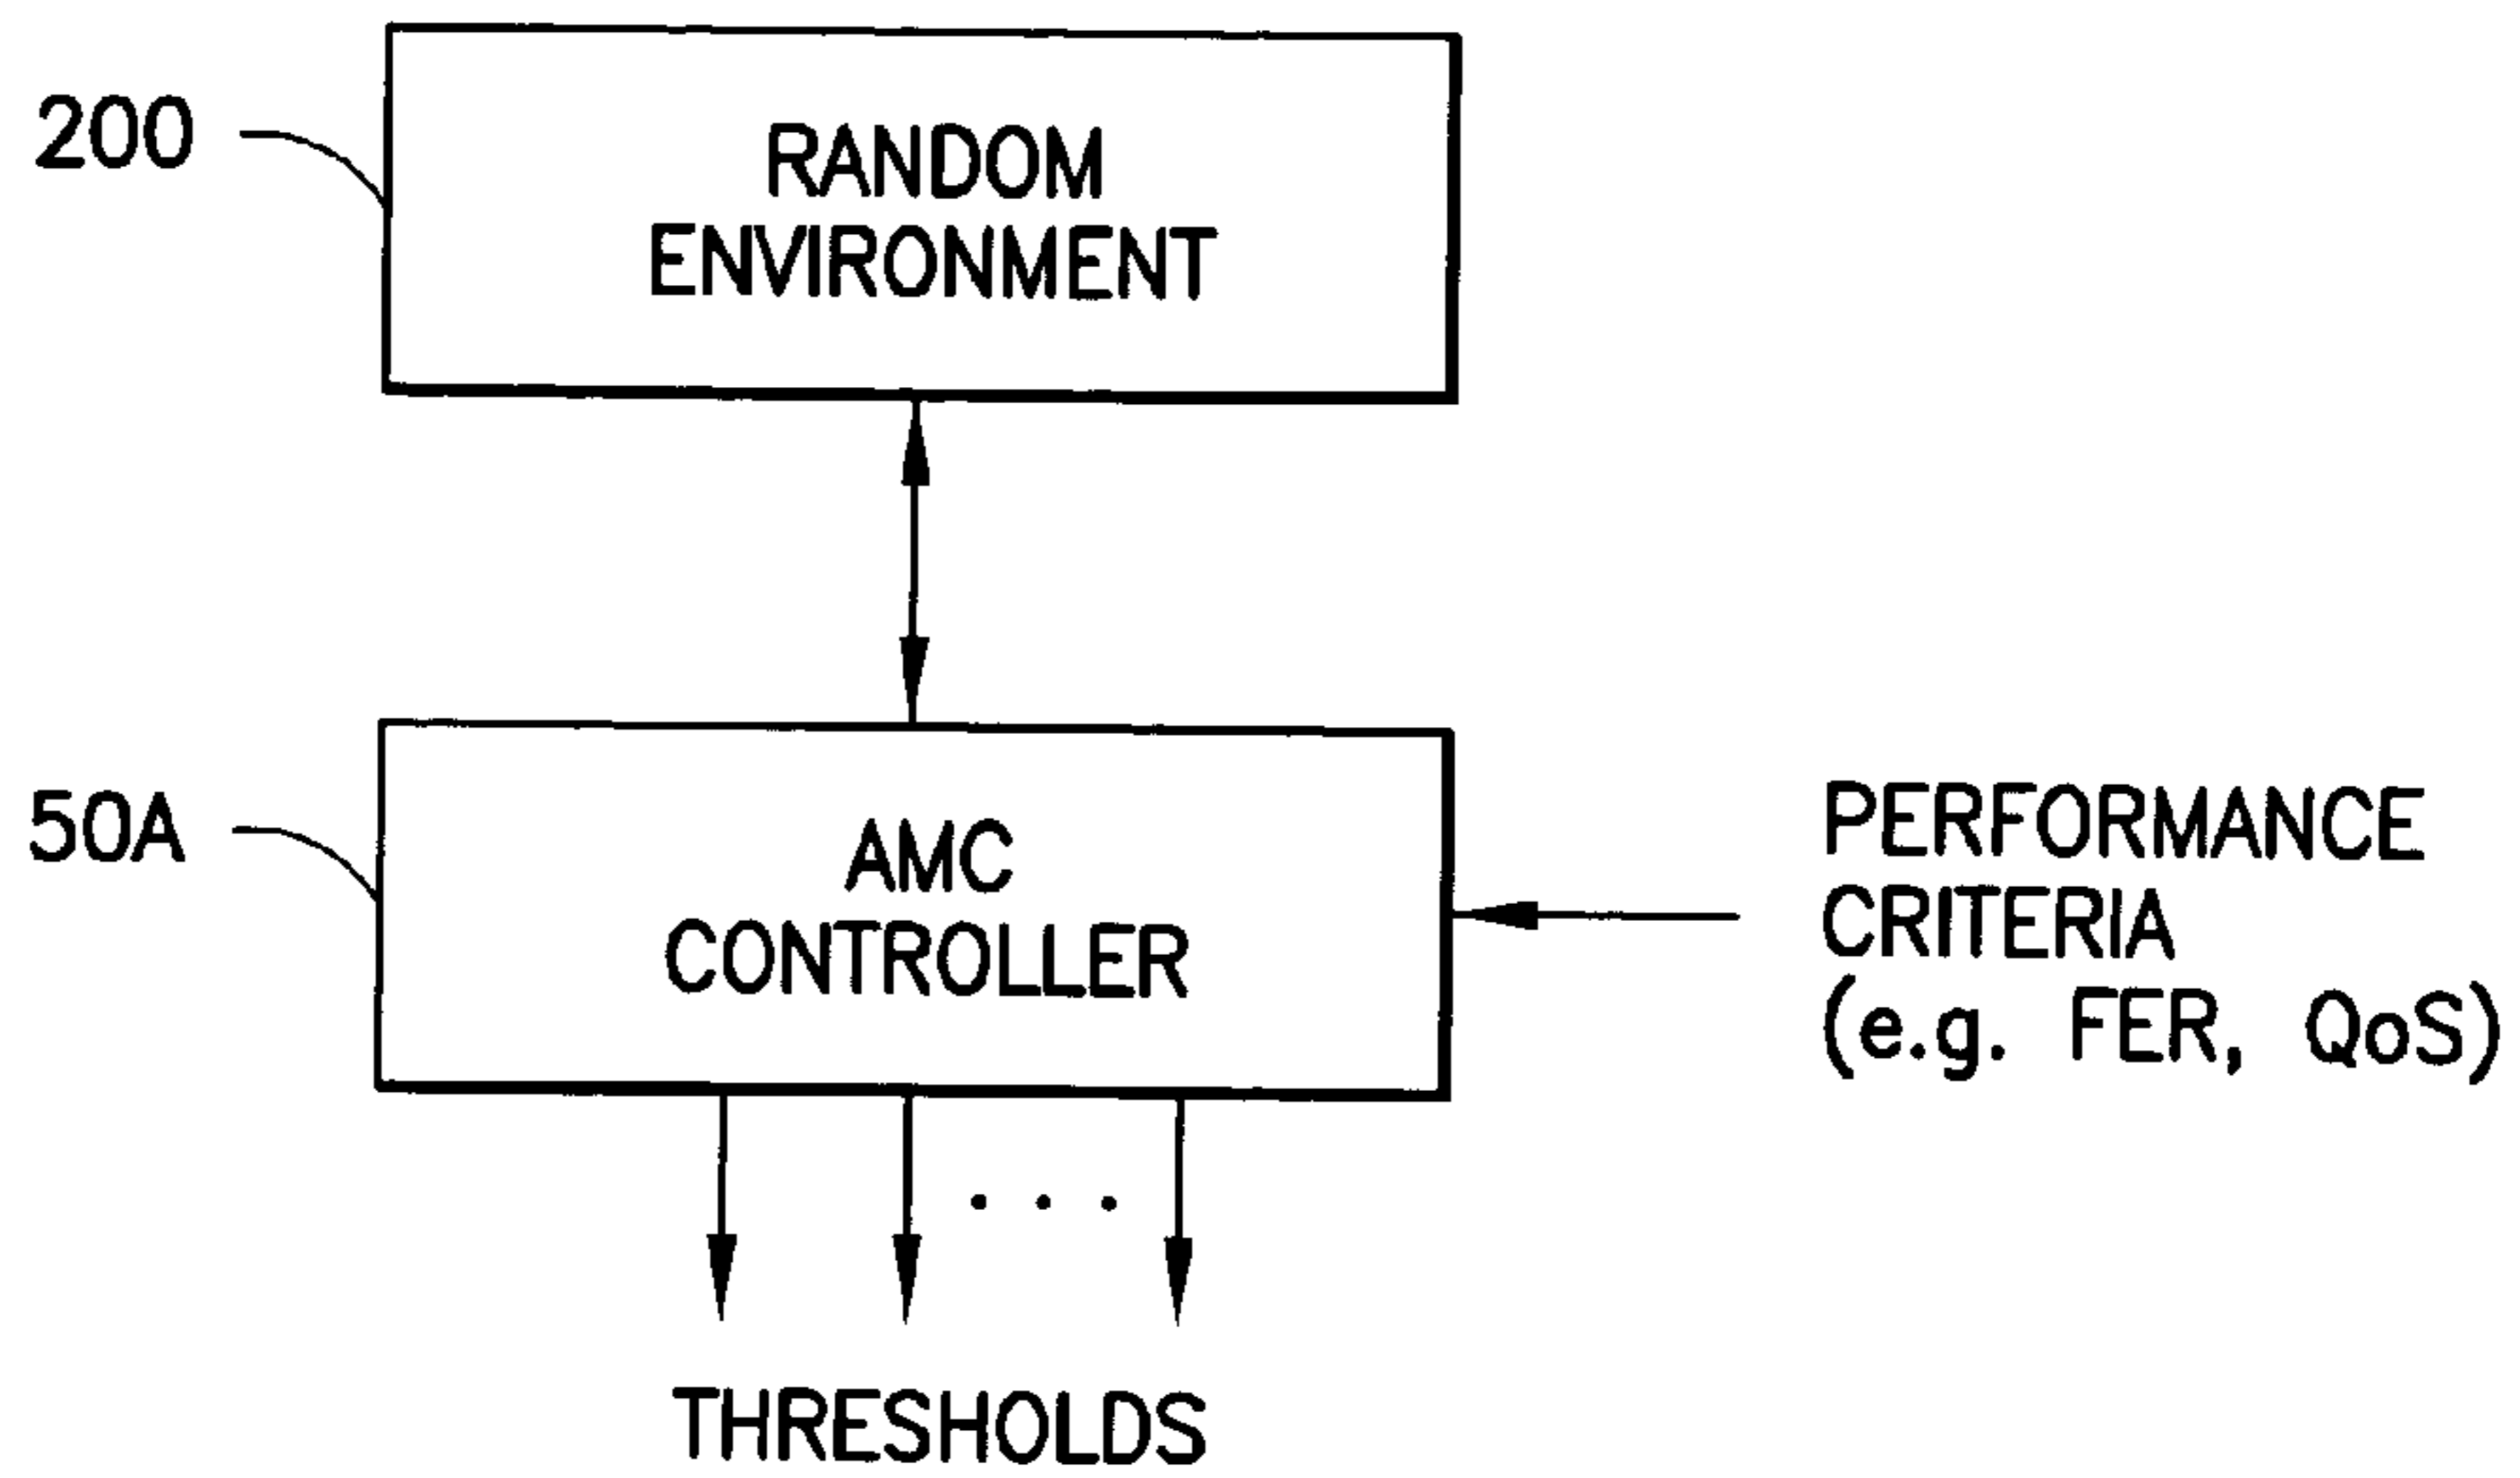 200
RANDOM
ENVIRONMENT
50A
AMC
CONTROLLER
PERFORMANCE
CRITERIA
(e.g. FER, QoS)
THRESHOLDS